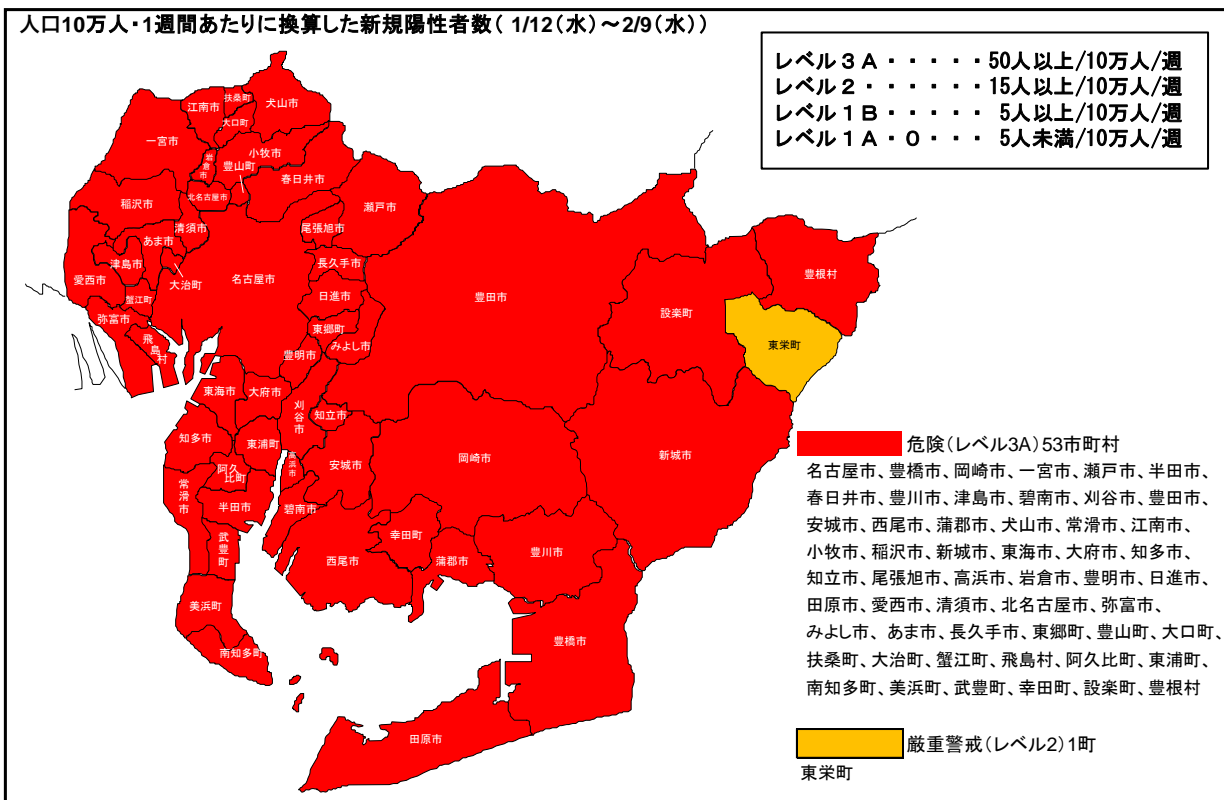 人口10万人・1週間あたりに換算した新規陽性者数( 1/12(水)～2/9(水))
レベル３Ａ・・・・・50人以上/10万人/週
レベル２・・・・・・15人以上/10万人/週
レベル１Ｂ・・・・・ 5人以上/10万人/週
レベル１Ａ・０・・・ 5人未満/10万人/週
扶桑町
江南市
犬山市
大口町
一宮市
岩倉市
小牧市
豊山町
春日井市
北名古屋市
稲沢市
瀬戸市
清須市
尾張旭市
あま市
津島市
長久手市
愛西市
大治町
名古屋市
豊根村
蟹江町
日進市
豊田市
設楽町
弥富市
東郷町
飛島村
みよし市
豊明市
東栄町
東海市
大府市
刈谷市
知立市
知多市
東浦町
高浜市
安城市
岡崎市
新城市
阿久比町
常滑市
半田市
碧南市
武豊町
幸田町
西尾市
蒲郡市
豊川市
美浜町
豊橋市
南知多町
田原市
危険(レベル3A)53市町村
名古屋市、豊橋市、岡崎市、一宮市、瀬戸市、半田市、
春日井市、豊川市、津島市、碧南市、刈谷市、豊田市、
安城市、西尾市、蒲郡市、犬山市、常滑市、江南市、
小牧市、稲沢市、新城市、東海市、大府市、知多市、
知立市、尾張旭市、高浜市、岩倉市、豊明市、日進市、
田原市、愛西市、清須市、北名古屋市、弥富市、
みよし市、あま市、長久手市、東郷町、豊山町、大口町、
扶桑町、大治町、蟹江町、飛島村、阿久比町、東浦町、
南知多町、美浜町、武豊町、幸田町、設楽町、豊根村
厳重警戒(レベル2)1町
東栄町